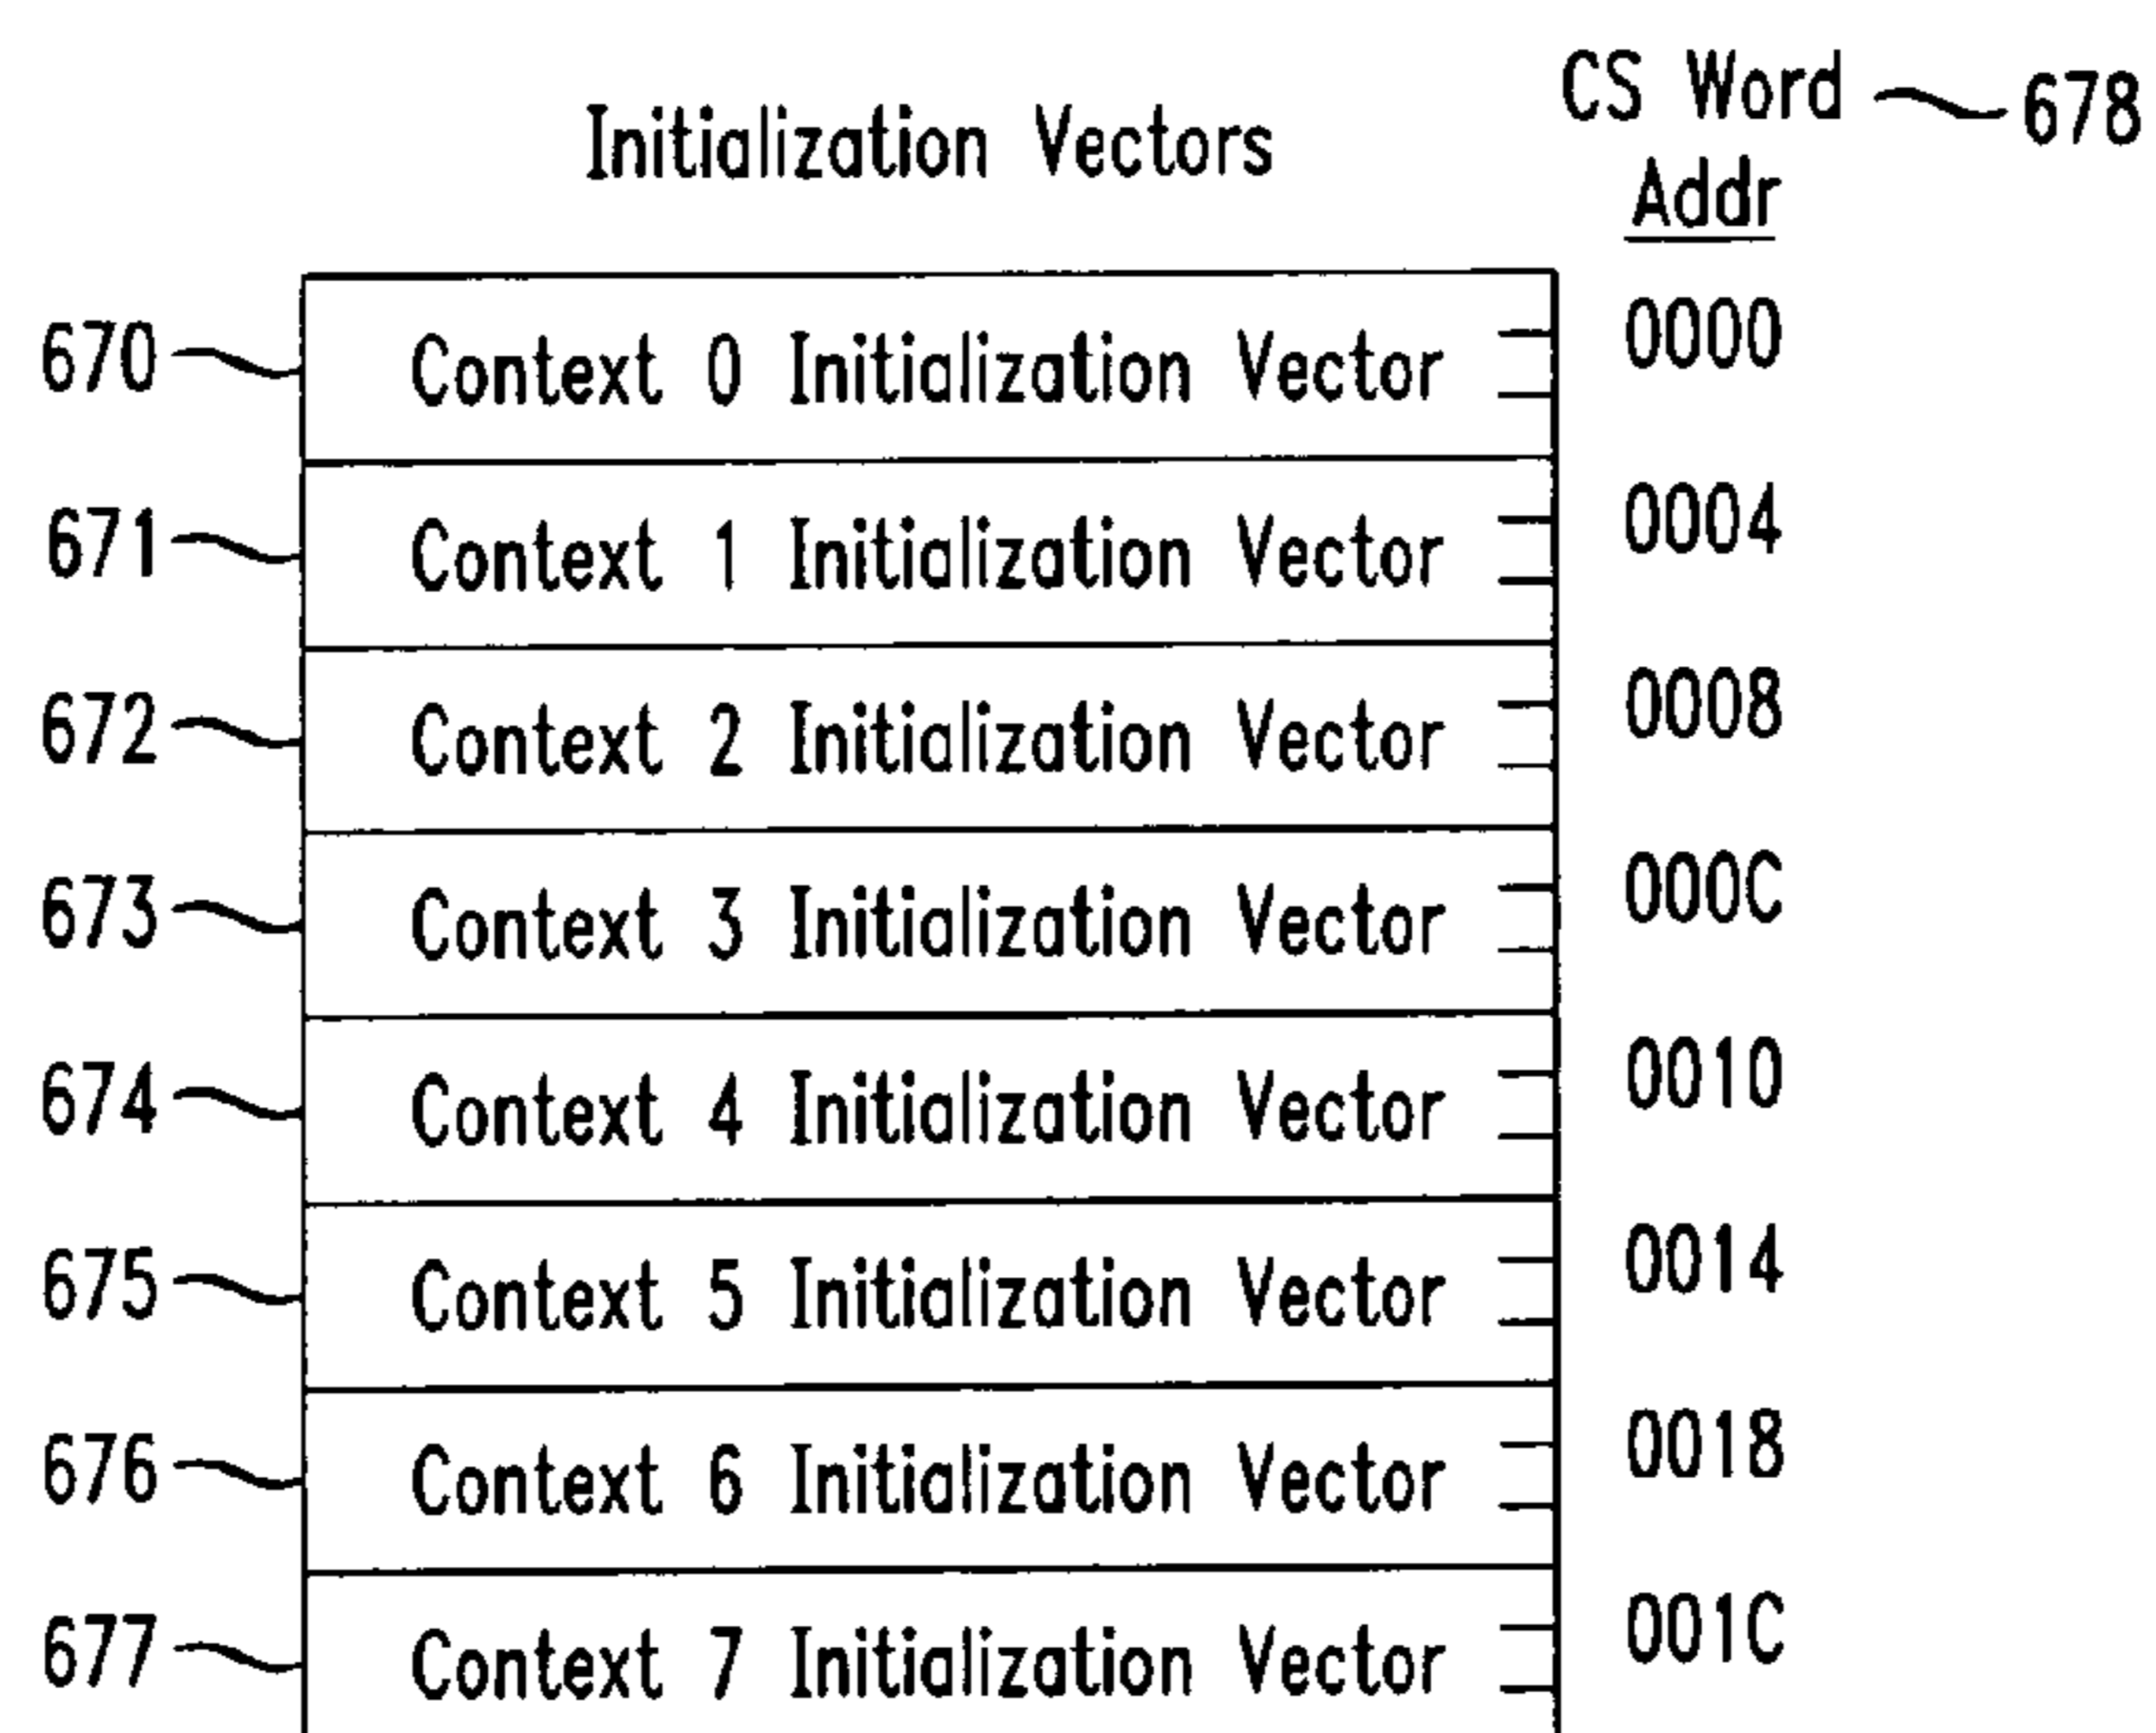 CS Word 678
Initialization Vectors
Addr
670 Context 0 Initialization Vector 0000
671 Context 1 Initialization Vector 0004
672 Context 2 Initialization Vector 0008
673 Context 3 Initialization Vector 000C
674 Context 4 Initialization Vector 0010
675 Context 5 Initialization Vector 0014
676 Context 6 Initialization Vector 0018
677 Context 7 Initialization Vector 001C